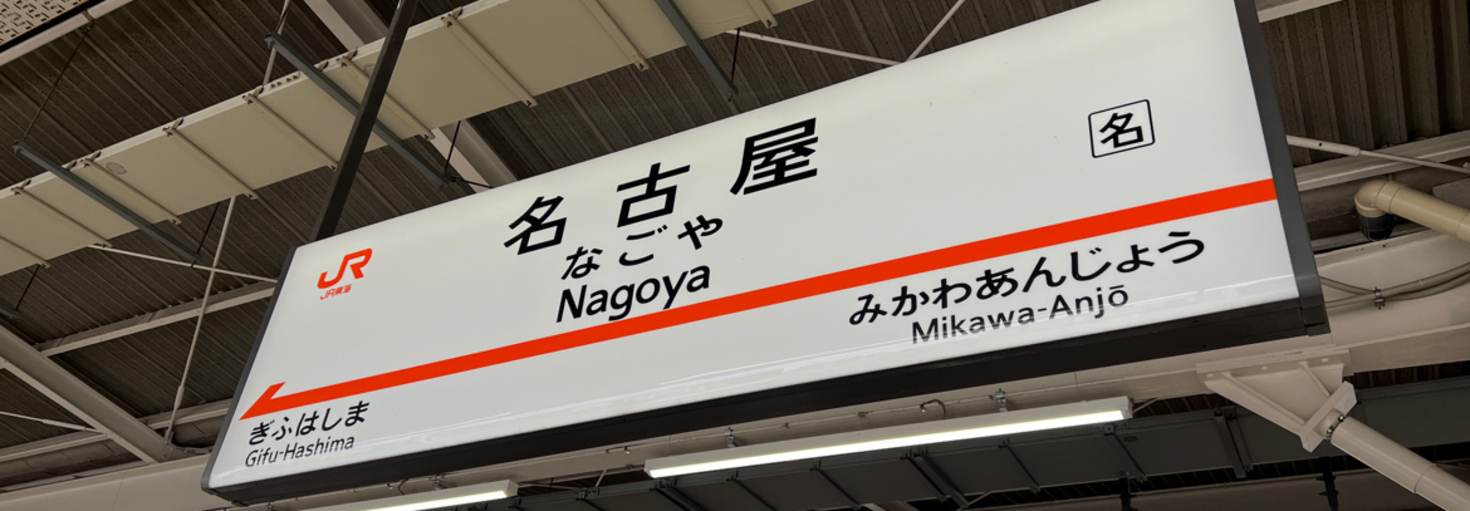 名
名古屋
なごや
Nagoya
JR
JR東海
みかわあんじょう
Mikawa-Anjō
ぎふはしま
Gifu-Hashima